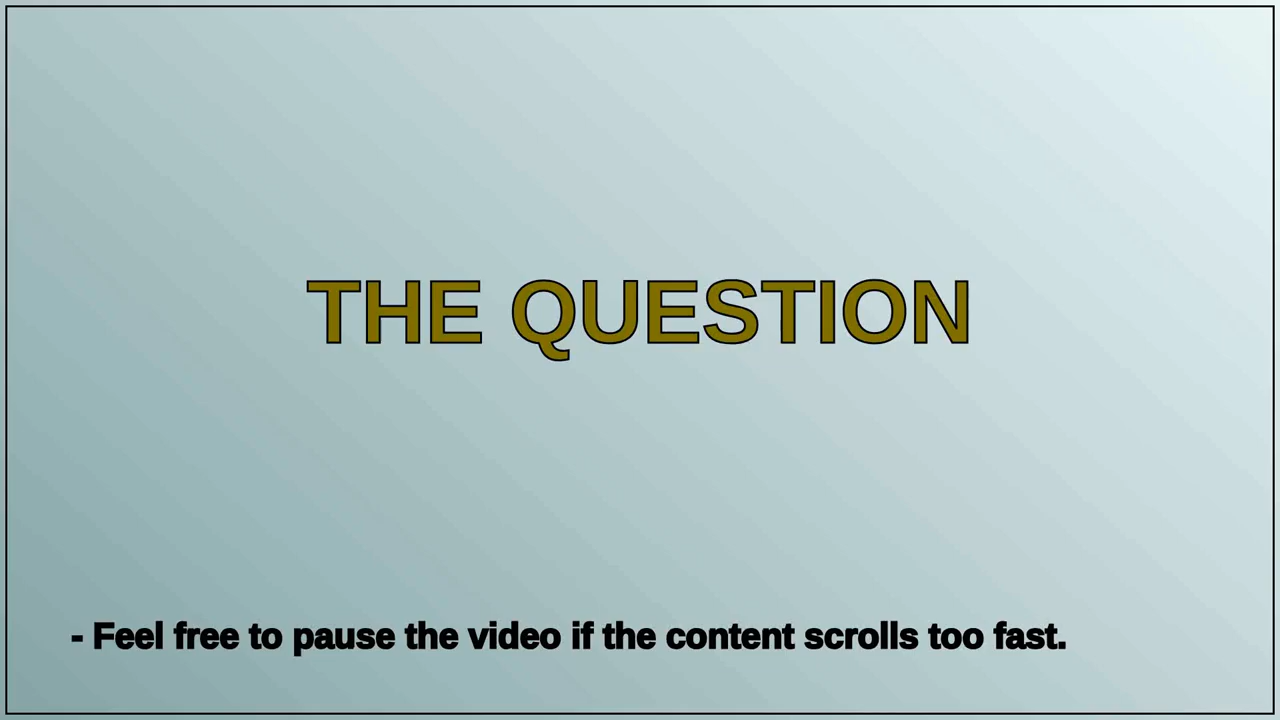 THE QUESTION
- Feel free to pause the video if the content scrolls too fast.